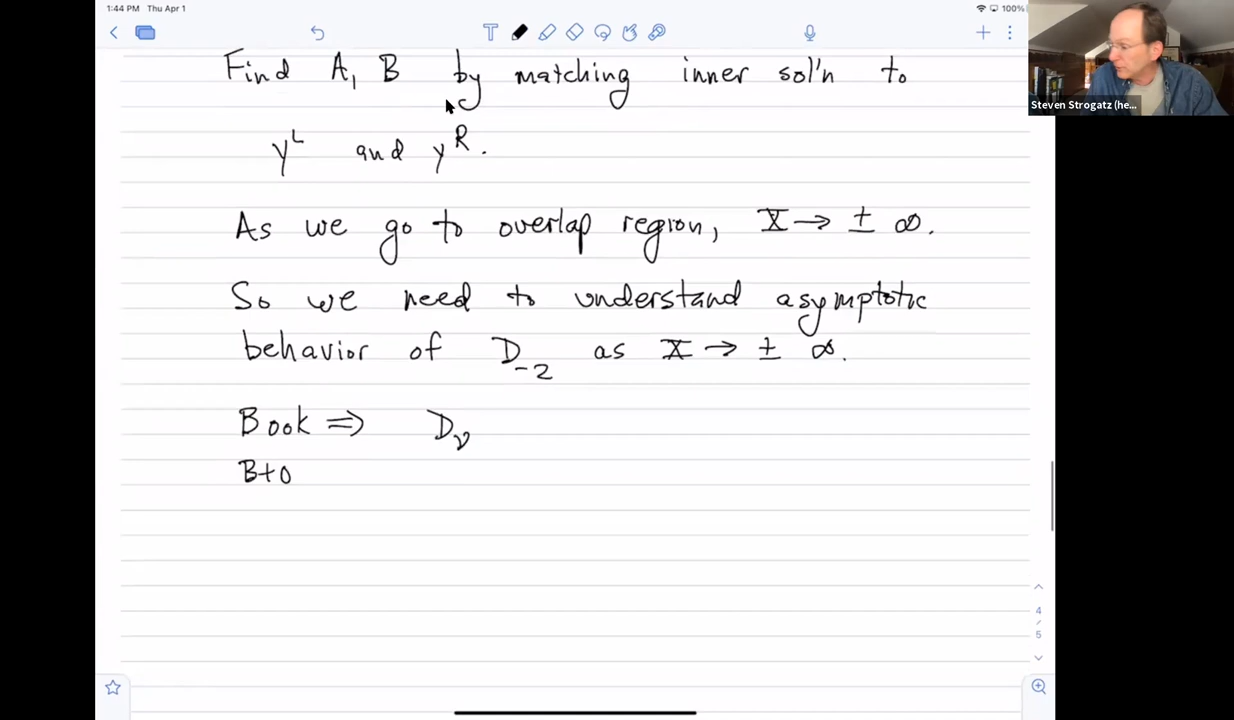 1:44 PM Thu Apr 1
100%
T
Steven Strogatz (he...
Find A, B by matching inner sol'n to
y^L and y^R.
As we go to overlap region, X → ± ∞.
So we need to understand asymptotic
behavior of D_-2 as X → ± ∞.
Book ⇒ D_ν
B+O
4
/
5